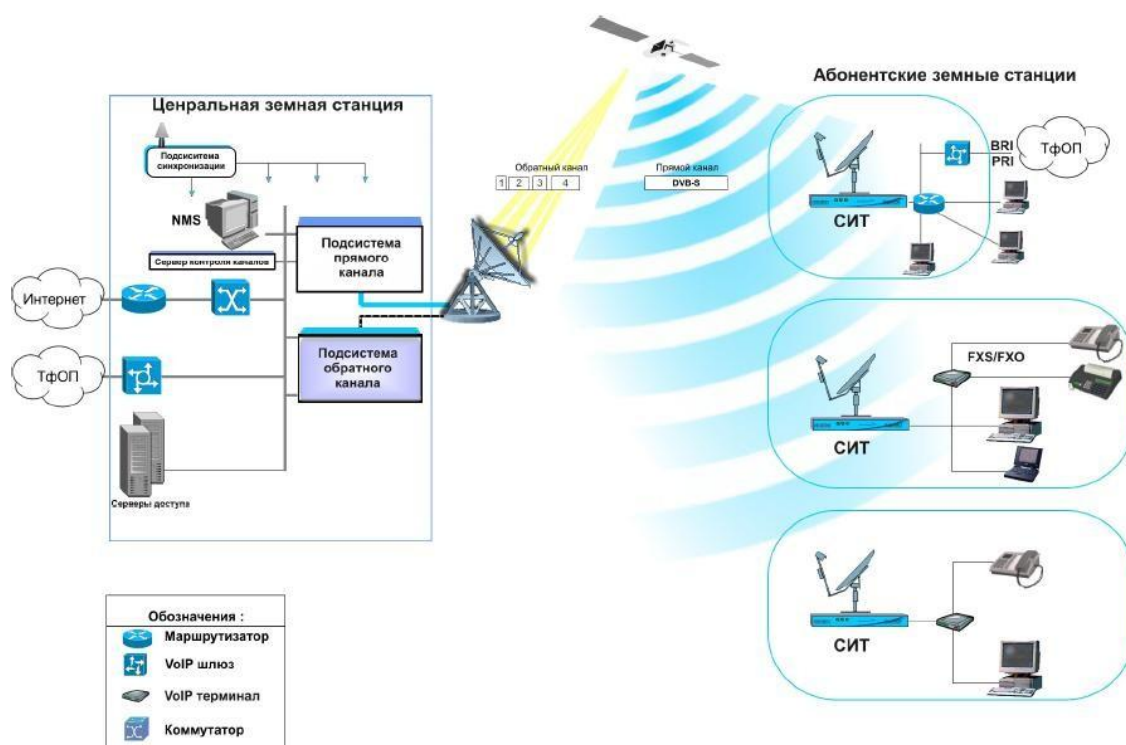 Абонентские земные станции
Ценральная земная станция
Подсиситема
синхронизации
NMS
Сервер контроля каналов
Интернет
ТфОП
Серверы доступа
Подсистема
прямого
канала
Подсистема
обратного
канала
Обратный канал
1 2 3 4
Прямой канал
DVB-S
СИТ
BRI
PRI
ТфОП
FXS/FXO
СИТ
СИТ
Обозначения :
Маршрутизатор
VoIP шлюз
VoIP терминал
Коммутатор